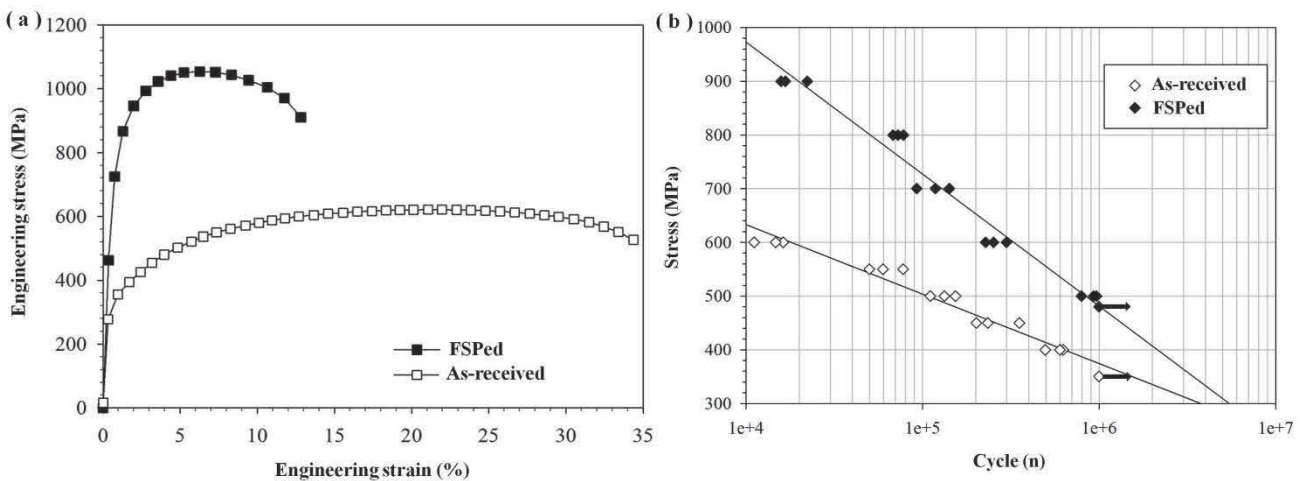 ( a )
1200
1000
800
600
400
200
0
Engineering stress (MPa)
FSPed
As-received
0 5 10 15 20 25 30 35
Engineering strain (%)
( b )
1000
900
800
700
600
500
400
300
Stress (MPa)
As-received
FSPed
1e+4 1e+5 1e+6 1e+7
Cycle (n)